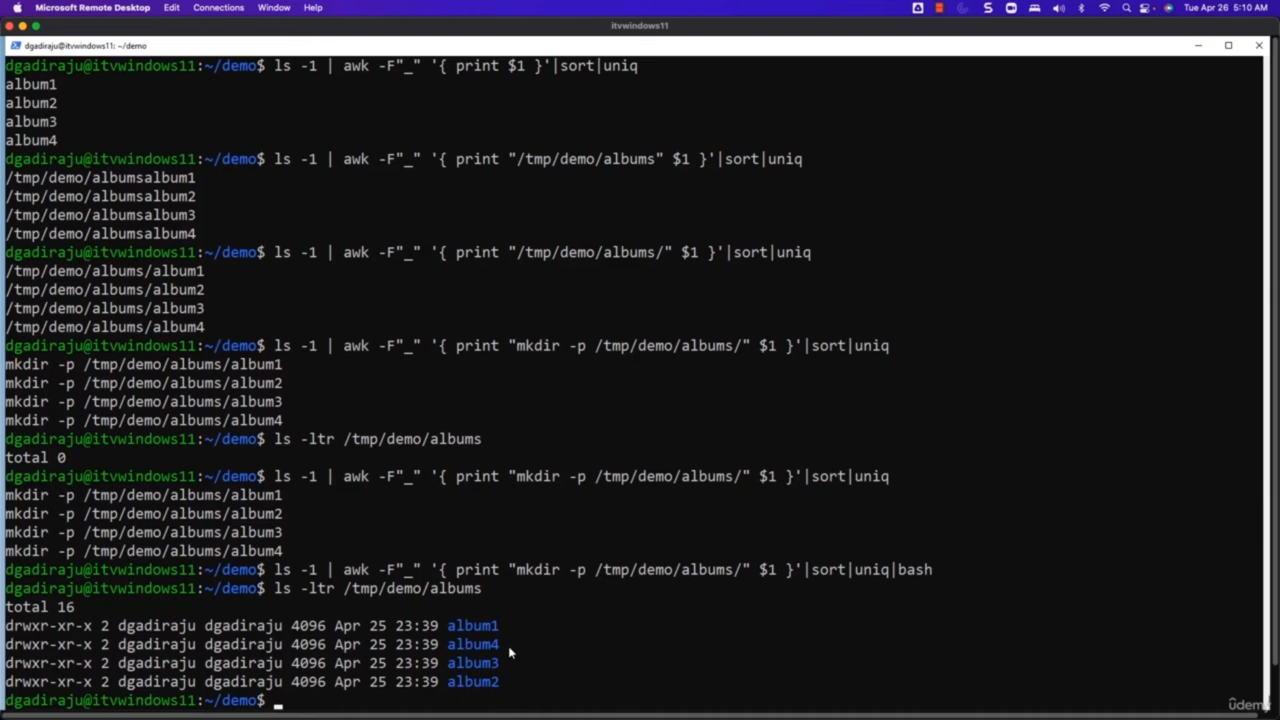 Microsoft Remote Desktop Edit Connections Window Help Tue Apr 26 5:10 AM
itvwindows11
dgadiraju@itvwindows11: ~/demo
dgadiraju@itvwindows11:~/demo$ ls -1 | awk -F"_" '{ print $1 }'|sort|uniq
album1
album2
album3
album4
dgadiraju@itvwindows11:~/demo$ ls -1 | awk -F"_" '{ print "/tmp/demo/albums" $1 }'|sort|uniq
/tmp/demo/albumsalbum1
/tmp/demo/albumsalbum2
/tmp/demo/albumsalbum3
/tmp/demo/albumsalbum4
dgadiraju@itvwindows11:~/demo$ ls -1 | awk -F"_" '{ print "/tmp/demo/albums/" $1 }'|sort|uniq
/tmp/demo/albums/album1
/tmp/demo/albums/album2
/tmp/demo/albums/album3
/tmp/demo/albums/album4
dgadiraju@itvwindows11:~/demo$ ls -1 | awk -F"_" '{ print "mkdir -p /tmp/demo/albums/" $1 }'|sort|uniq
mkdir -p /tmp/demo/albums/album1
mkdir -p /tmp/demo/albums/album2
mkdir -p /tmp/demo/albums/album3
mkdir -p /tmp/demo/albums/album4
dgadiraju@itvwindows11:~/demo$ ls -ltr /tmp/demo/albums
total 0
dgadiraju@itvwindows11:~/demo$ ls -1 | awk -F"_" '{ print "mkdir -p /tmp/demo/albums/" $1 }'|sort|uniq
mkdir -p /tmp/demo/albums/album1
mkdir -p /tmp/demo/albums/album2
mkdir -p /tmp/demo/albums/album3
mkdir -p /tmp/demo/albums/album4
dgadiraju@itvwindows11:~/demo$ ls -1 | awk -F"_" '{ print "mkdir -p /tmp/demo/albums/" $1 }'|sort|uniq|bash
dgadiraju@itvwindows11:~/demo$ ls -ltr /tmp/demo/albums
total 16
drwxr-xr-x 2 dgadiraju dgadiraju 4096 Apr 25 23:39 album1
drwxr-xr-x 2 dgadiraju dgadiraju 4096 Apr 25 23:39 album4
drwxr-xr-x 2 dgadiraju dgadiraju 4096 Apr 25 23:39 album3
drwxr-xr-x 2 dgadiraju dgadiraju 4096 Apr 25 23:39 album2
dgadiraju@itvwindows11:~/demo$
ûdemy